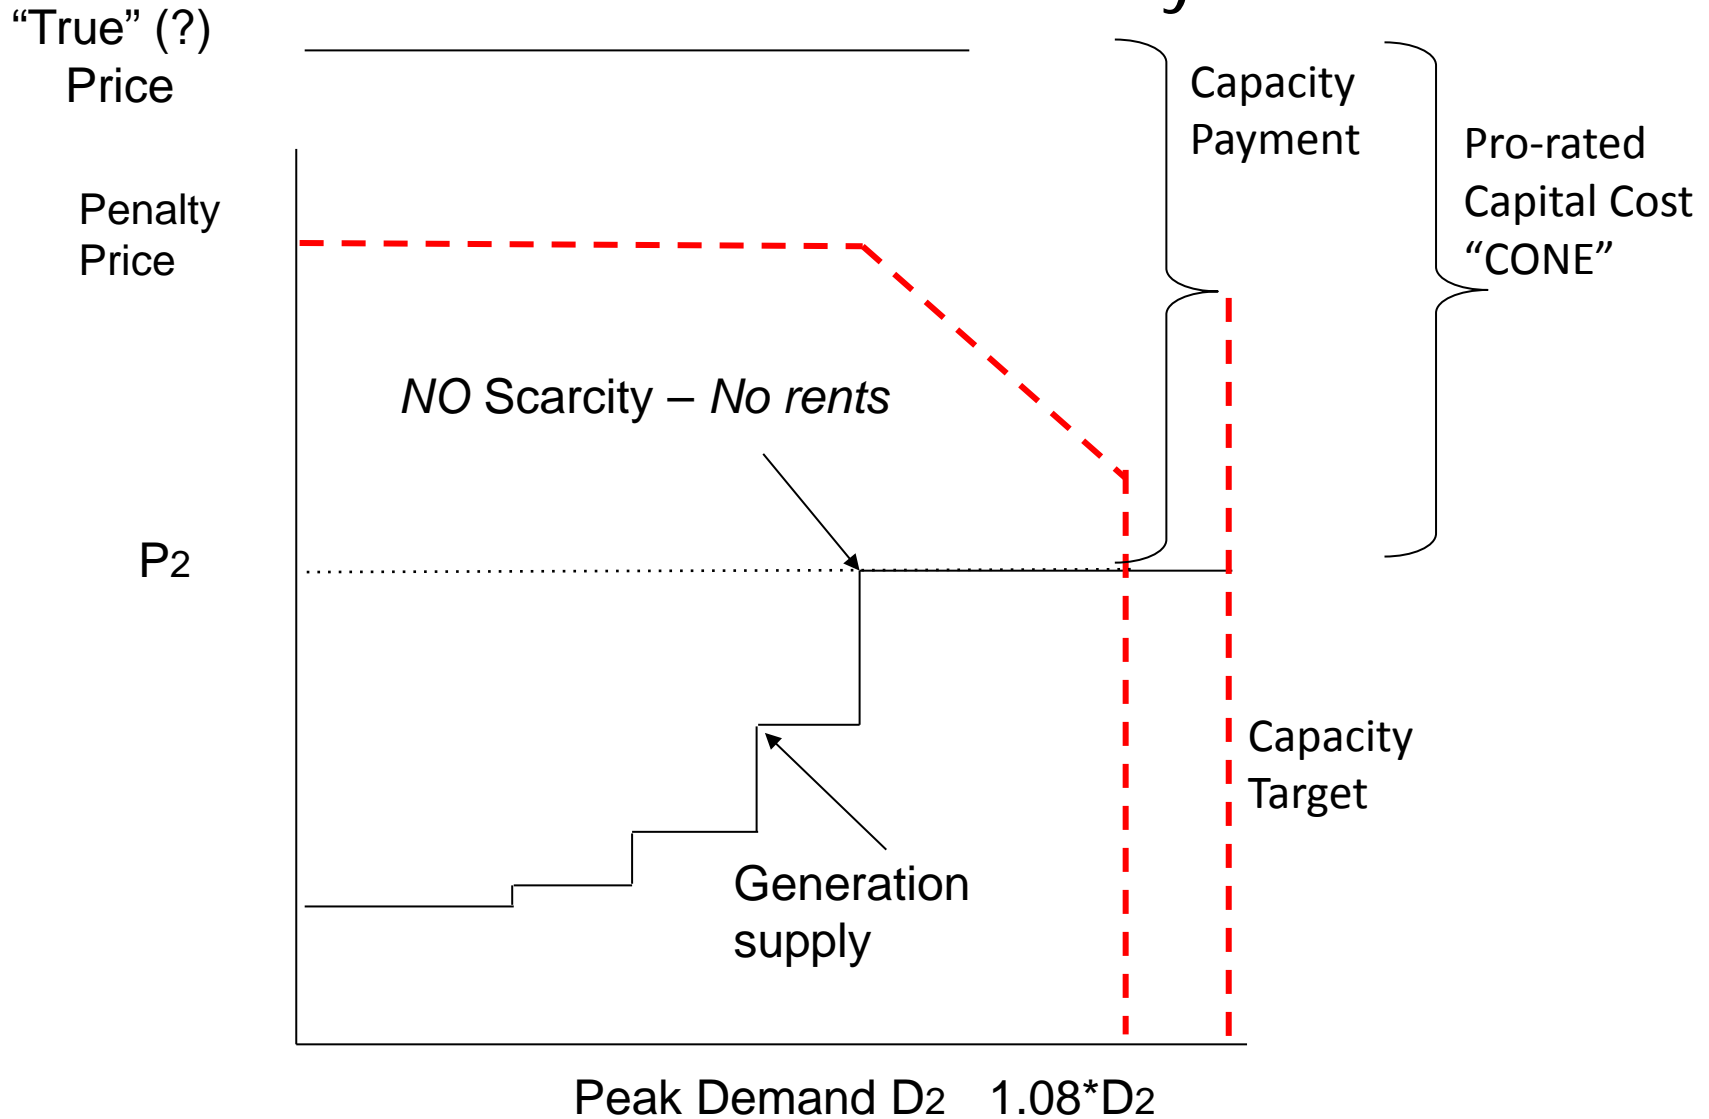 “True” (?)
Price
Capacity
Payment
Pro-rated
Capital Cost
“CONE”
Penalty
Price
NO Scarcity – No rents
P2
Capacity
Target
Generation
supply
Peak Demand D2 1.08*D2